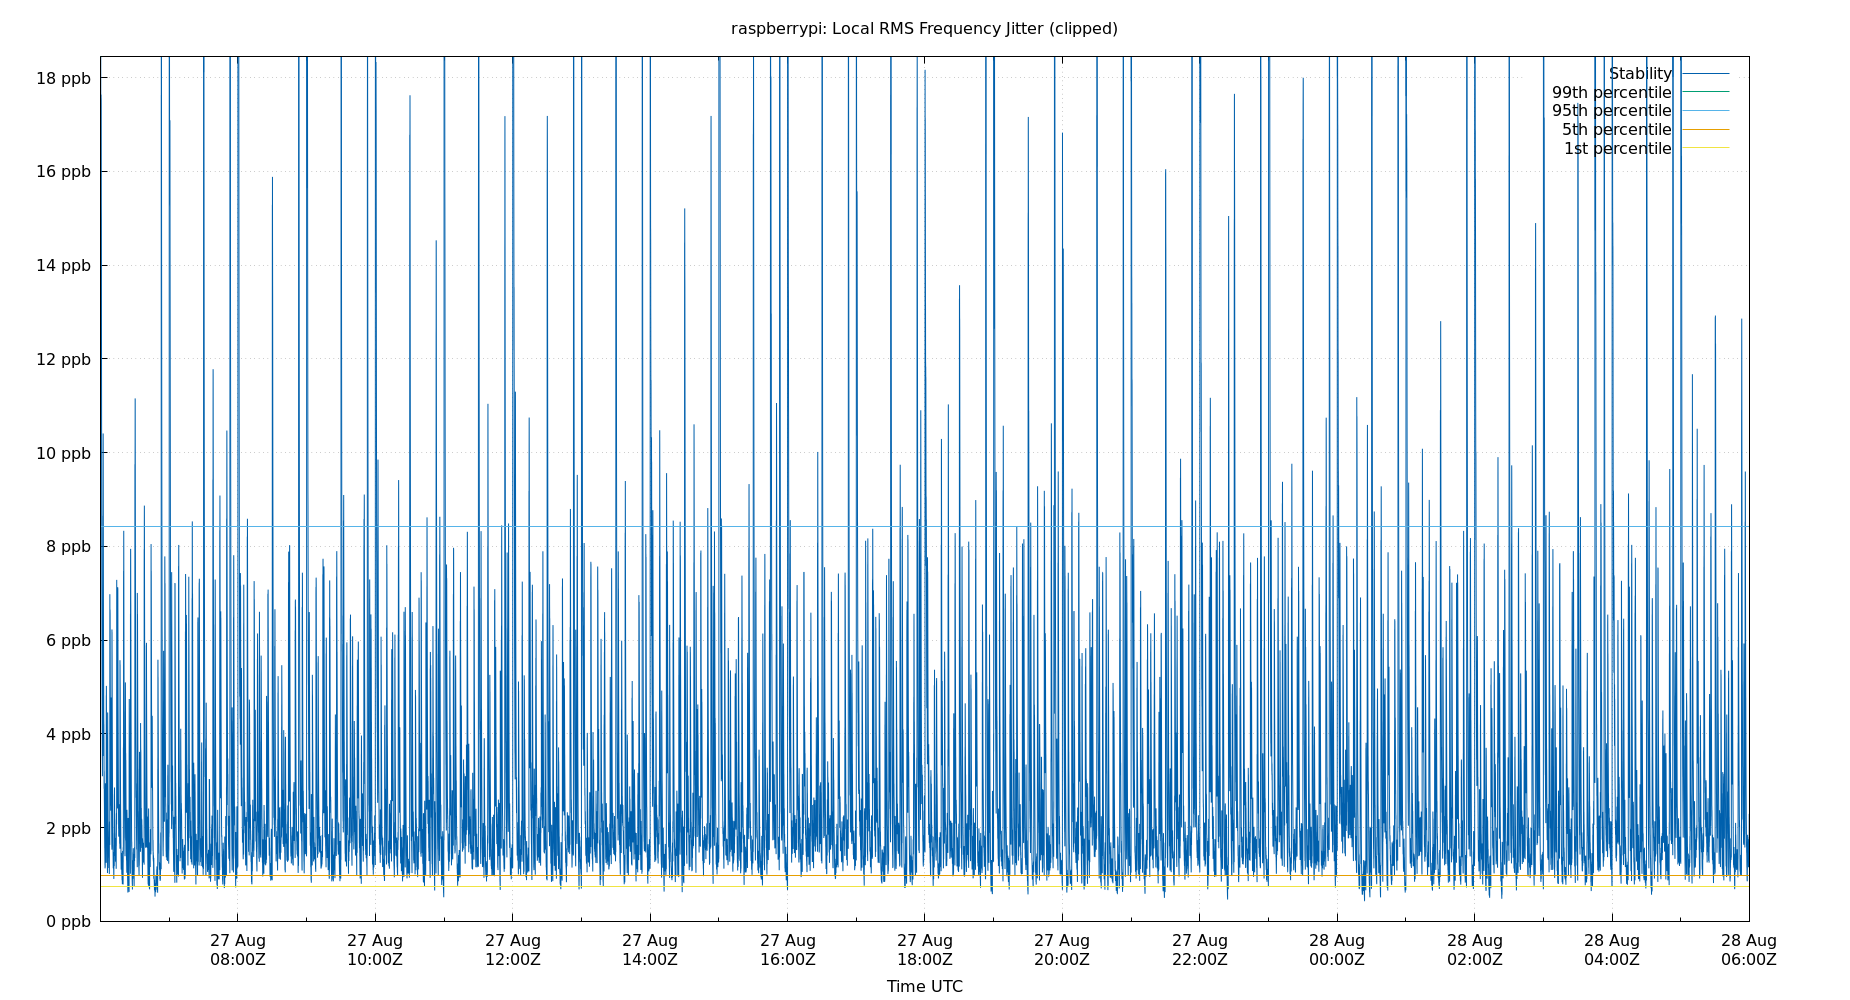 raspberrypi: Local RMS Frequency Jitter (clipped)
18 ppb
16 ppb
14 ppb
12 ppb
10 ppb
8 ppb
6 ppb
4 ppb
2 ppb
0 ppb
Stability
99th percentile
95th percentile
5th percentile
1st percentile
27 Aug 27 Aug 27 Aug 27 Aug 27 Aug 27 Aug 27 Aug 27 Aug 28 Aug 28 Aug 28 Aug 28 Aug
08:00Z 10:00Z 12:00Z 14:00Z 16:00Z 18:00Z 20:00Z 22:00Z 00:00Z 02:00Z 04:00Z 06:00Z
Time UTC